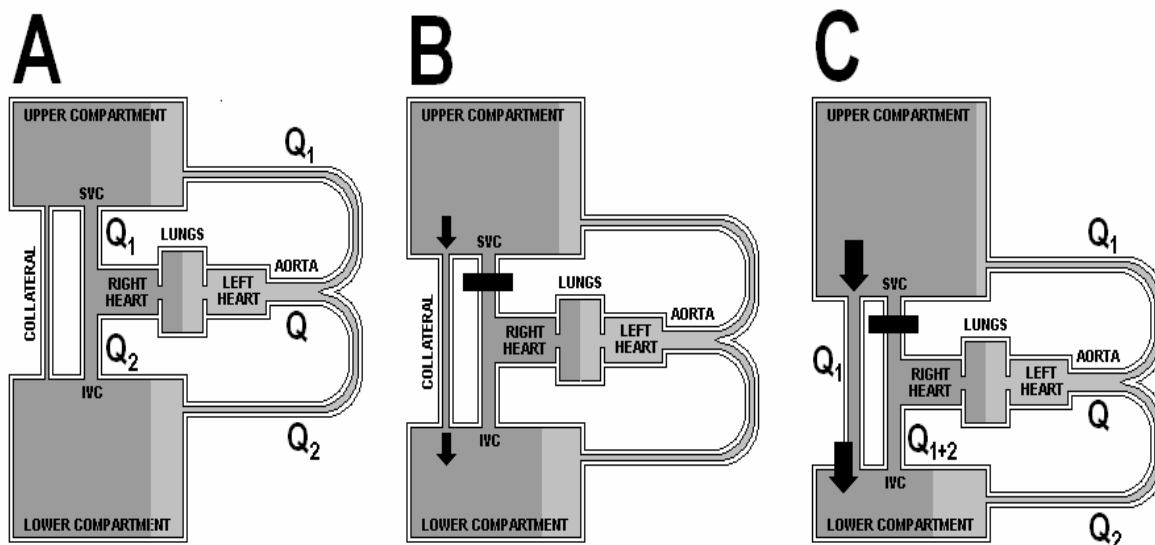 A
UPPER COMPARTMENT
Q1
SVC
Q1
LUNGS
COLLATERAL
RIGHT HEART
LEFT HEART
AORTA
Q
Q2
IVC
Q2
LOWER COMPARTMENT
B
UPPER COMPARTMENT
SVC
LUNGS
COLLATERAL
RIGHT HEART
LEFT HEART
AORTA
IVC
LOWER COMPARTMENT
C
UPPER COMPARTMENT
Q1
SVC
LUNGS
Q1
RIGHT HEART
LEFT HEART
AORTA
Q
Q1+2
IVC
Q2
LOWER COMPARTMENT